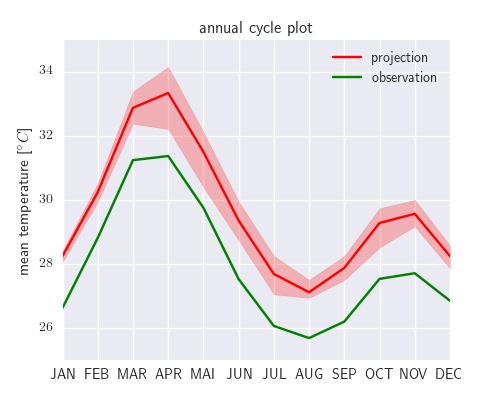 annual cycle plot
projection
observation
mean temperature [°C]
34
32
30
28
26
JAN FEB MAR APR MAI JUN JUL AUG SEP OCT NOV DEC